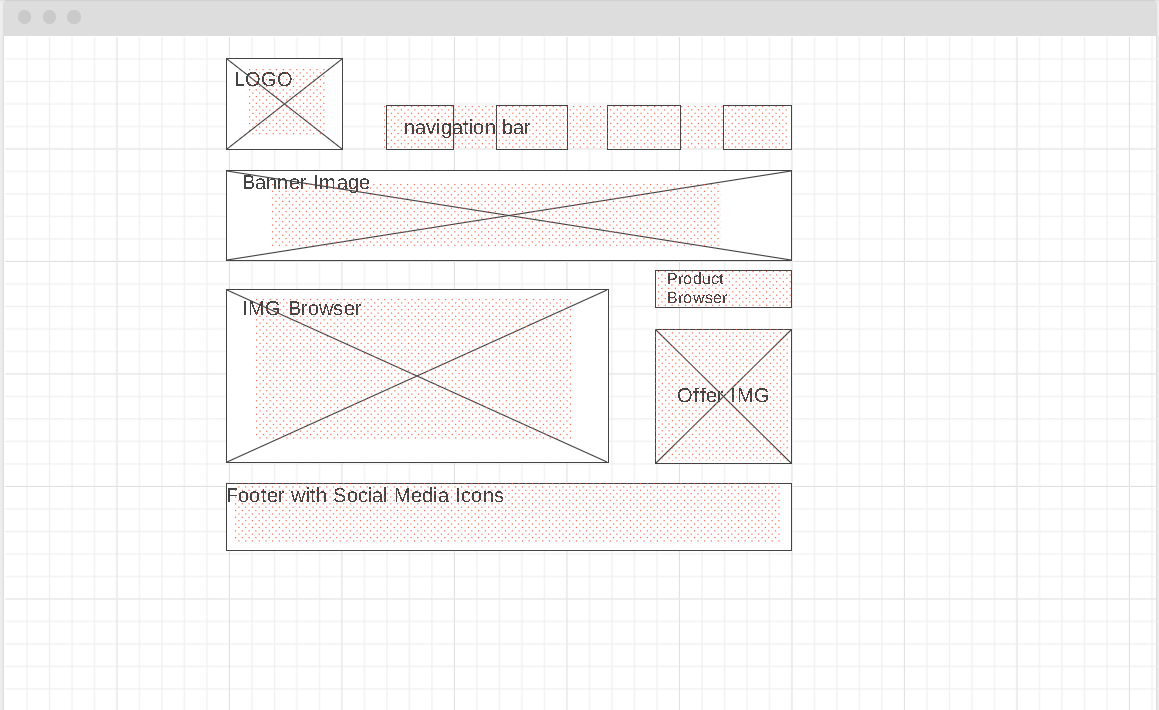 LOGO
navigation bar
Banner Image
Product
Browser
IMG Browser
Offer IMG
Footer with Social Media Icons